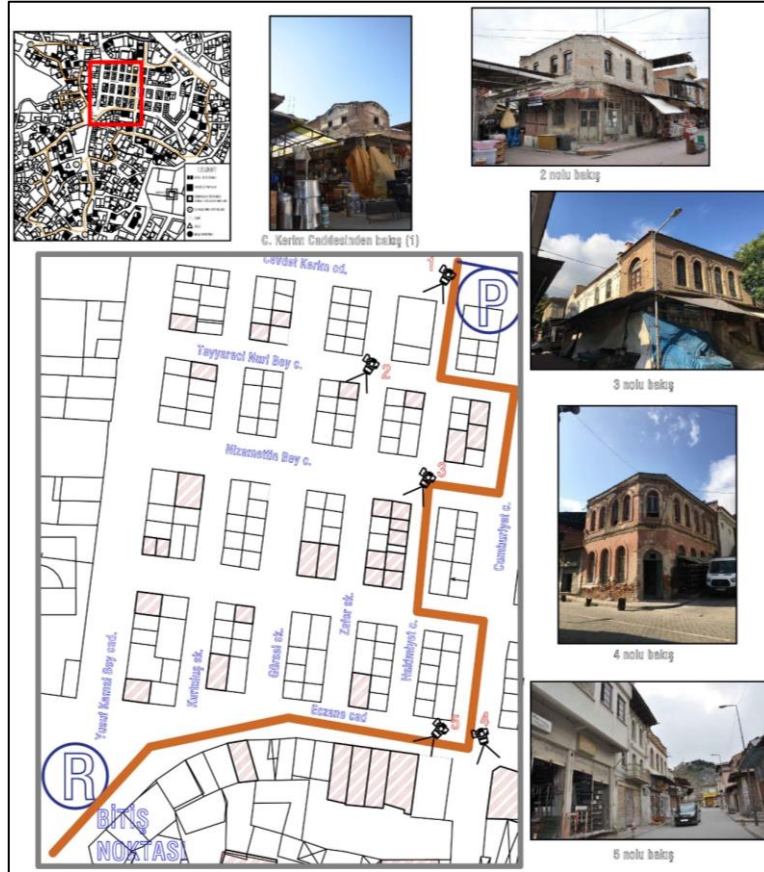 2 nolu bakış
C. Kerim Caddesinden bakış (1)
Cevdet Kerim cd.
1
P
Tayyareci Nuri Bey c.
2
3 nolu bakış
Nizamettin Bey c.
3
Cumhuriyet c.
Zafer sk.
Hakimiyet c.
Gürsel sk.
Kurtuluş sk.
Yusuf Kemal Bey cad.
4 nolu bakış
Eczane cad
5
4
R
BİTİŞ
NOKTASI
5 nolu bakış